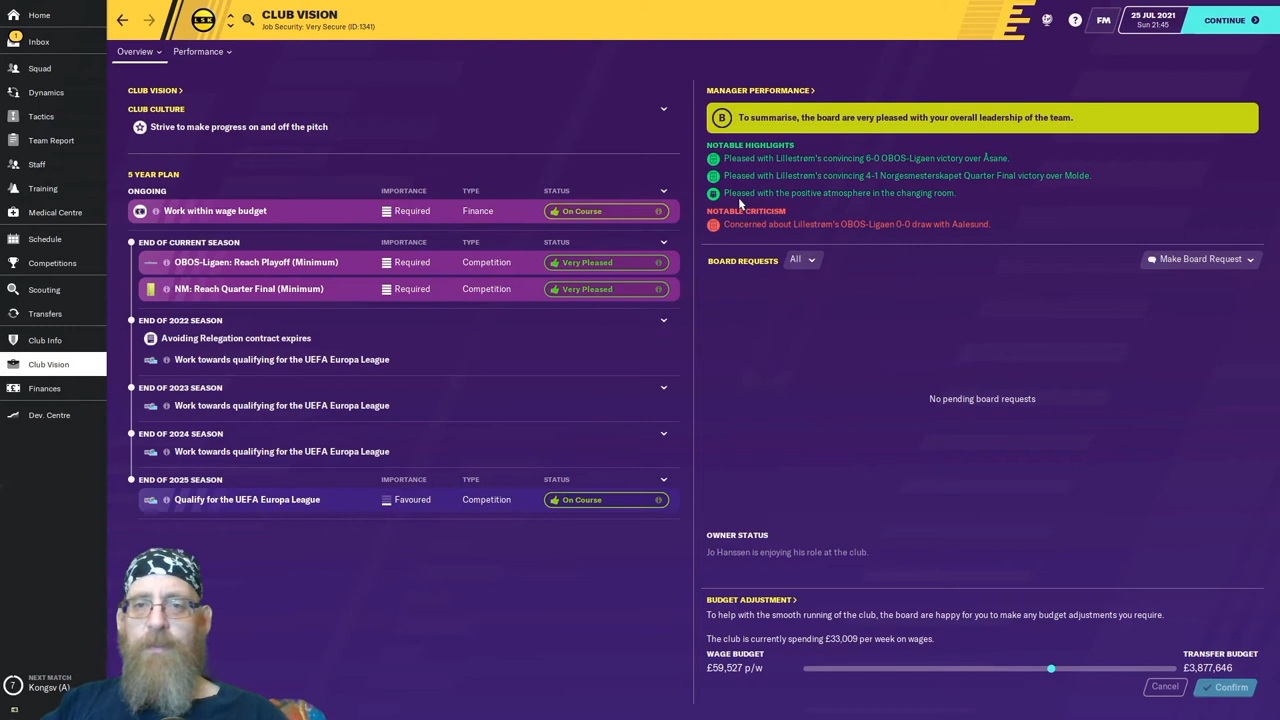 Home
1
Inbox
Squad
Dynamics
Tactics
Team Report
Staff
Training
Medical Centre
Schedule
Competitions
Scouting
Transfers
Club Info
Club Vision
Finances
Dev. Centre
7
NEXT MATCH
Kongsv (A)
LSK
CLUB VISION
Job Security: Very Secure (ID:1341)
?
FM
25 JUL 2021
Sun 21:45
CONTINUE
Overview
Performance
CLUB VISION >
CLUB CULTURE
Strive to make progress on and off the pitch
5 YEAR PLAN
ONGOING IMPORTANCE TYPE STATUS
Work within wage budget Required Finance On Course
END OF CURRENT SEASON IMPORTANCE TYPE STATUS
OBOS-Ligaen: Reach Playoff (Minimum) Required Competition Very Pleased
NM: Reach Quarter Final (Minimum) Required Competition Very Pleased
END OF 2022 SEASON
Avoiding Relegation contract expires
Work towards qualifying for the UEFA Europa League
END OF 2023 SEASON
Work towards qualifying for the UEFA Europa League
END OF 2024 SEASON
Work towards qualifying for the UEFA Europa League
END OF 2025 SEASON IMPORTANCE TYPE STATUS
Qualify for the UEFA Europa League Favoured Competition On Course
MANAGER PERFORMANCE >
B To summarise, the board are very pleased with your overall leadership of the team.
NOTABLE HIGHLIGHTS
Pleased with Lillestrøm's convincing 6-0 OBOS-Ligaen victory over Åsane.
Pleased with Lillestrøm's convincing 4-1 Norgesmesterskapet Quarter Final victory over Molde.
Pleased with the positive atmosphere in the changing room.
NOTABLE CRITICISM
Concerned about Lillestrøm's OBOS-Ligaen 0-0 draw with Aalesund.
BOARD REQUESTS All Make Board Request
No pending board requests
OWNER STATUS
Jo Hanssen is enjoying his role at the club.
BUDGET ADJUSTMENT >
To help with the smooth running of the club, the board are happy for you to make any budget adjustments you require.
The club is currently spending £33,009 per week on wages.
WAGE BUDGET TRANSFER BUDGET
£59,527 p/w £3,877,646
Cancel Confirm